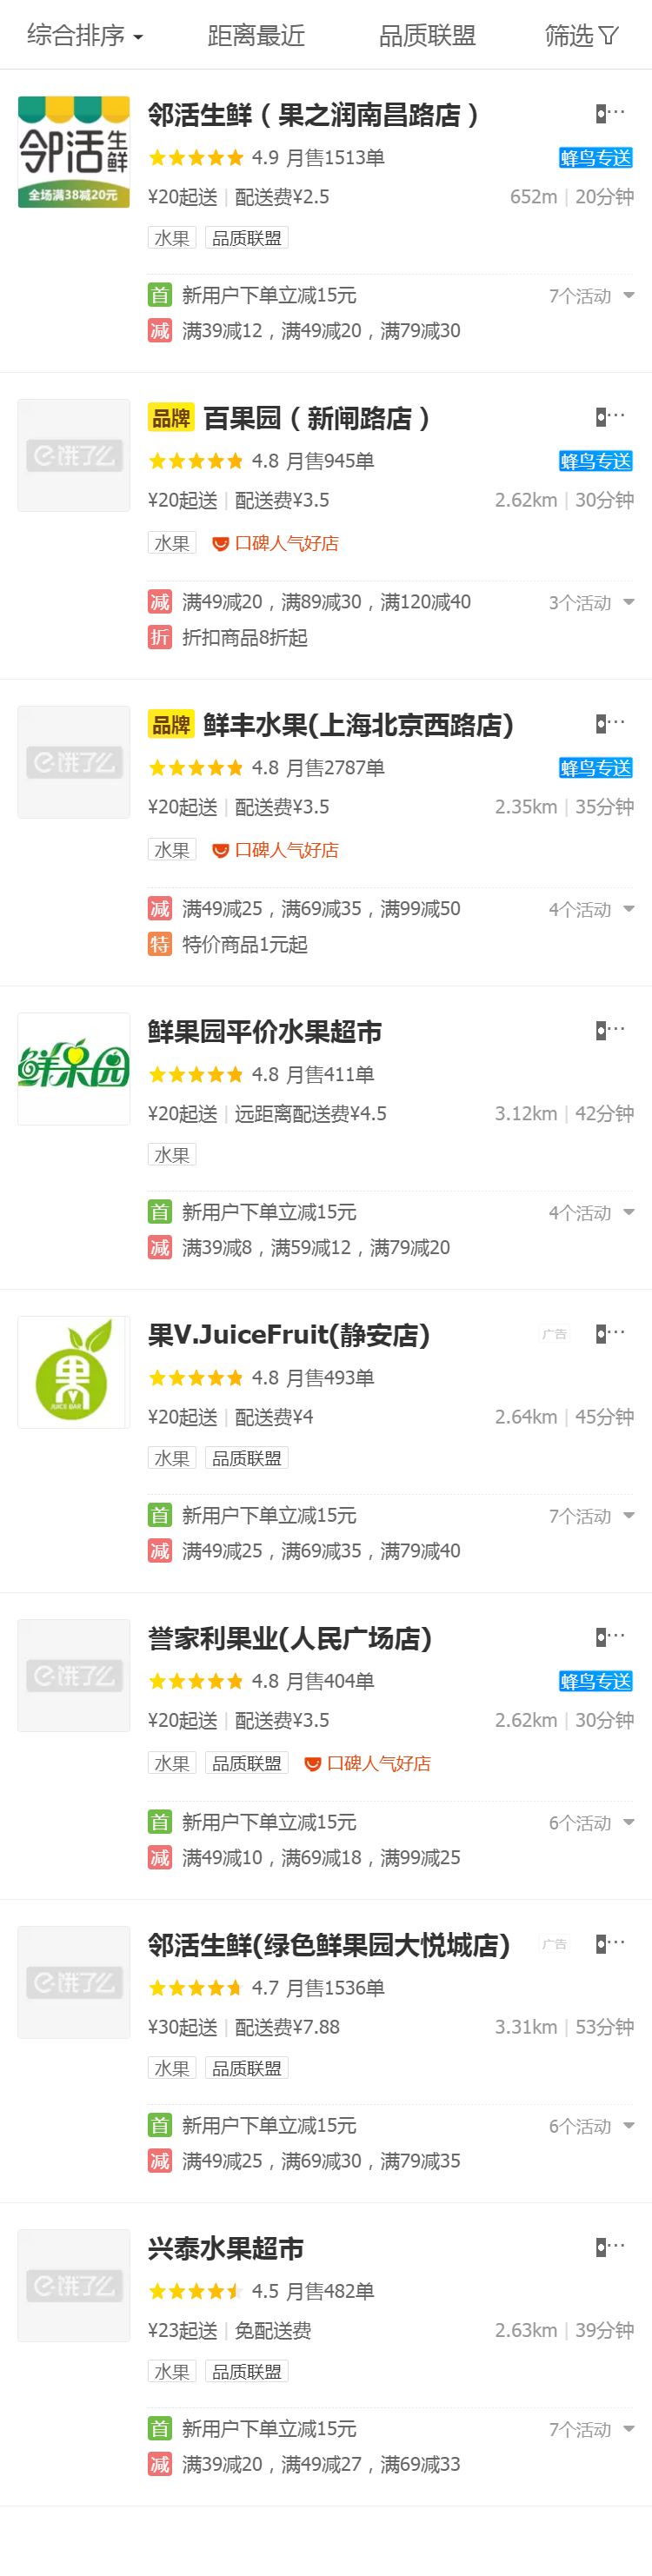 综合排序 距离最近 品质联盟 筛选
邻活生鲜（果之润南昌路店）
邻活生鲜
全场满38减20元
4.9 月售1513单 蜂鸟专送
¥20起送 | 配送费¥2.5 652m | 20分钟
水果 品质联盟
首 新用户下单立减15元 7个活动
减 满39减12，满49减20，满79减30
品牌 百果园（新闸路店）
饿了么
4.8 月售945单 蜂鸟专送
¥20起送 | 配送费¥3.5 2.62km | 30分钟
水果 口碑人气好店
减 满49减20，满89减30，满120减40 3个活动
折 折扣商品8折起
品牌 鲜丰水果(上海北京西路店)
饿了么
4.8 月售2787单 蜂鸟专送
¥20起送 | 配送费¥3.5 2.35km | 35分钟
水果 口碑人气好店
减 满49减25，满69减35，满99减50 4个活动
特 特价商品1元起
鲜果园平价水果超市
鲜果园
4.8 月售411单
¥20起送 | 远距离配送费¥4.5 3.12km | 42分钟
水果
首 新用户下单立减15元 4个活动
减 满39减8，满59减12，满79减20
果V.JuiceFruit(静安店) 广告
果
JUICE BAR
4.8 月售493单
¥20起送 | 配送费¥4 2.64km | 45分钟
水果 品质联盟
首 新用户下单立减15元 7个活动
减 满49减25，满69减35，满79减40
誉家利果业(人民广场店)
饿了么
4.8 月售404单 蜂鸟专送
¥20起送 | 配送费¥3.5 2.62km | 30分钟
水果 品质联盟 口碑人气好店
首 新用户下单立减15元 6个活动
减 满49减10，满69减18，满99减25
邻活生鲜(绿色鲜果园大悦城店) 广告
饿了么
4.7 月售1536单
¥30起送 | 配送费¥7.88 3.31km | 53分钟
水果 品质联盟
首 新用户下单立减15元 6个活动
减 满49减25，满69减30，满79减35
兴泰水果超市
饿了么
4.5 月售482单
¥23起送 | 免配送费 2.63km | 39分钟
水果 品质联盟
首 新用户下单立减15元 7个活动
减 满39减20，满49减27，满69减33